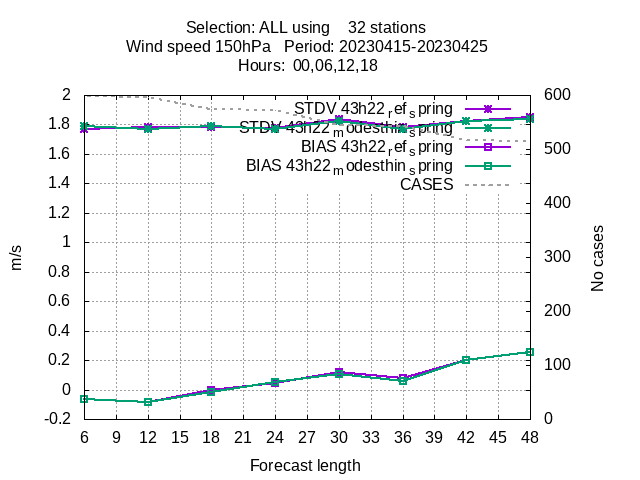 Selection: ALL using 32 stations
Wind speed 150hPa Period: 20230415-20230425
Hours: 00,06,12,18
2
1.8
1.6
1.4
1.2
1
0.8
0.6
0.4
0.2
0
-0.2
m/s
STDV 43h22_ref_spring
STDV 43h22_modesthin_spring
BIAS 43h22_ref_spring
BIAS 43h22_modesthin_spring
CASES
600
500
400
300
200
100
0
No cases
6 9 12 15 18 21 24 27 30 33 36 39 42 45 48
Forecast length